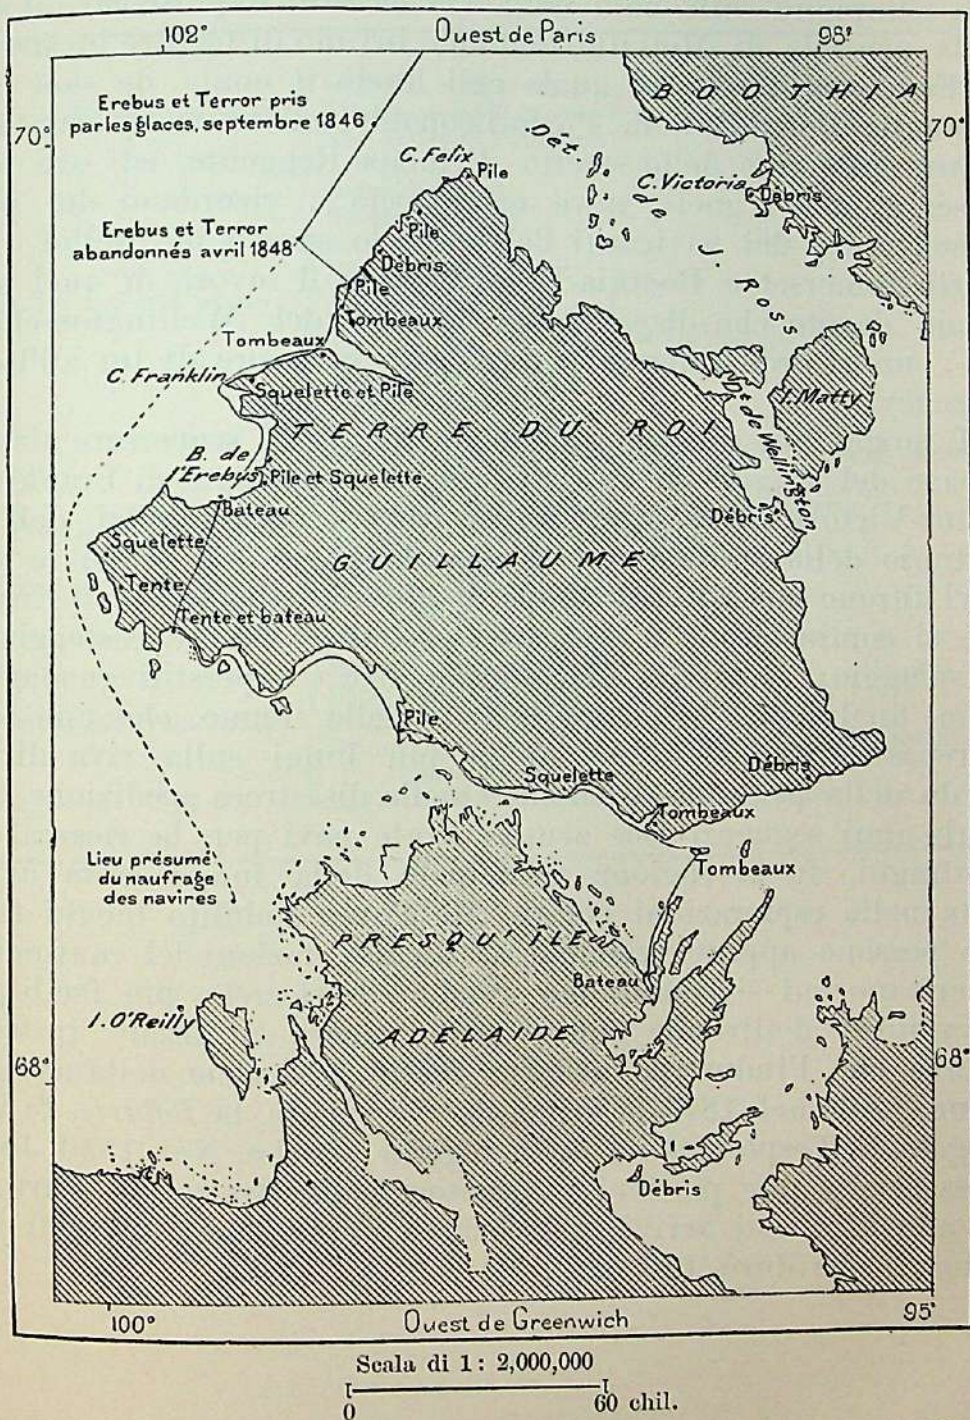 102°
Ouest de Paris
98°
BOOTHIA
Erebus et Terror pris
par les glaces, septembre 1846
70°
70°
Dét. de J. Ross
C. Felix
Pile
C. Victoria
Débris
Erebus et Terror
abandonnés avril 1848
Pile
Débris
Pile
Tombeaux
Tombeaux
C. Franklin
Squelette et Pile
I. Matty
Dt de Wellington
TERRE DU ROI
B. de
l'Erebus
Pile et Squelette
Bateau
Débris
Squelette
GUILLAUME
Tente
Tente et bateau
Pile
Squelette
Débris
Tombeaux
Lieu présumé
du naufrage
des navires
Tombeaux
PRESQU'ÎLE
Bateau
I. O'Reilly
ADELAIDE
68°
68°
Débris
100°
Ouest de Greenwich
95°
Scala di 1: 2,000,000
0
60 chil.